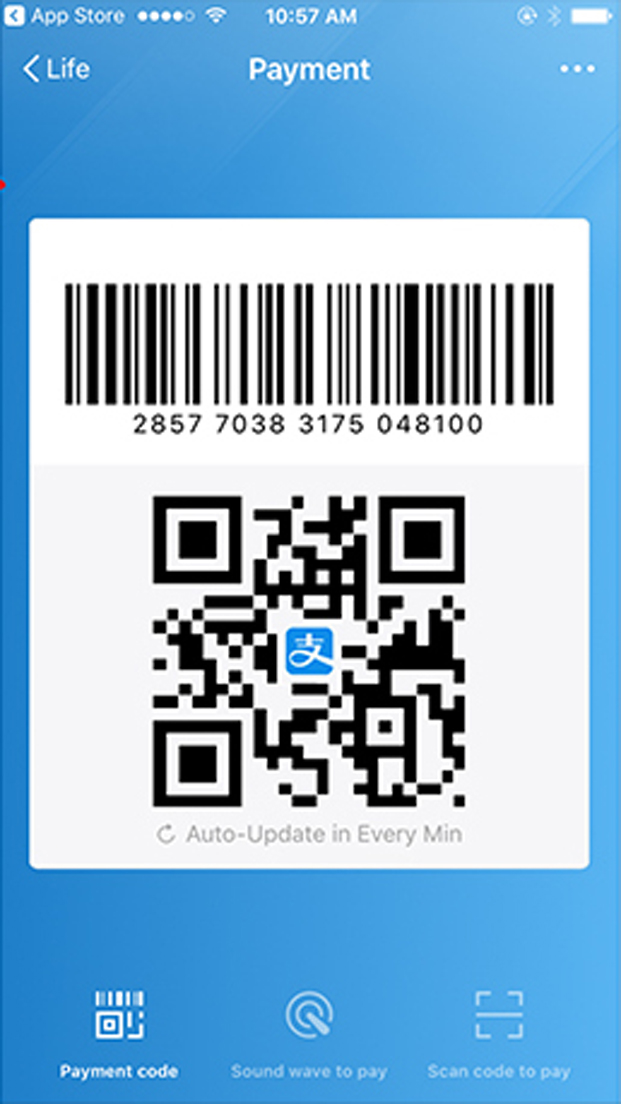 App Store 10:57 AM
Life Payment
2857 7038 3175 048100
支
Auto-Update in Every Min
Payment code Sound wave to pay Scan code to pay